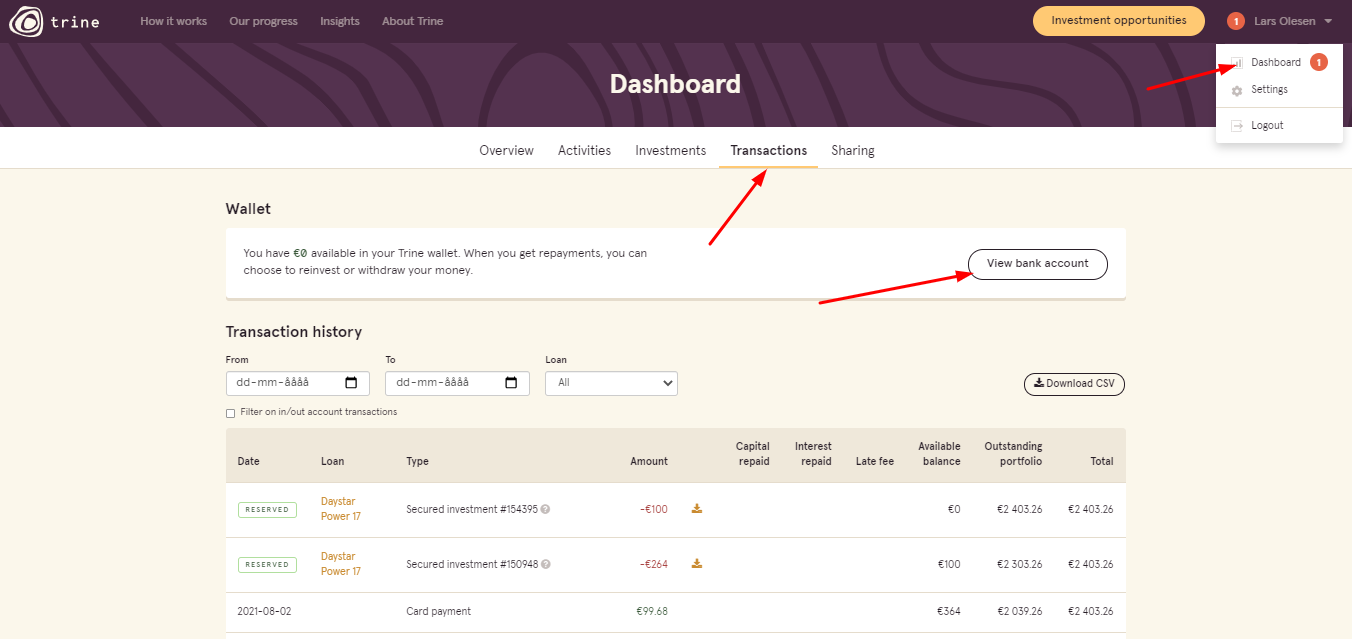 trine How it works Our progress Insights About Trine Investment opportunities 1 Lars Olesen
Dashboard 1
Settings
Logout
Dashboard
Overview Activities Investments Transactions Sharing
Wallet
You have €0 available in your Trine wallet. When you get repayments, you can
choose to reinvest or withdraw your money.
View bank account
Transaction history
From To Loan
dd-mm-åååå dd-mm-åååå All Download CSV
Filter on in/out account transactions
Date Loan Type Amount Capital repaid Interest repaid Late fee Available balance Outstanding portfolio Total
RESERVED Daystar Power 17 Secured investment #154395 ? -€100 €0 €2 403.26 €2 403.26
RESERVED Daystar Power 17 Secured investment #150948 ? -€264 €100 €2 303.26 €2 403.26
2021-08-02 Card payment €99.68 €364 €2 039.26 €2 403.26